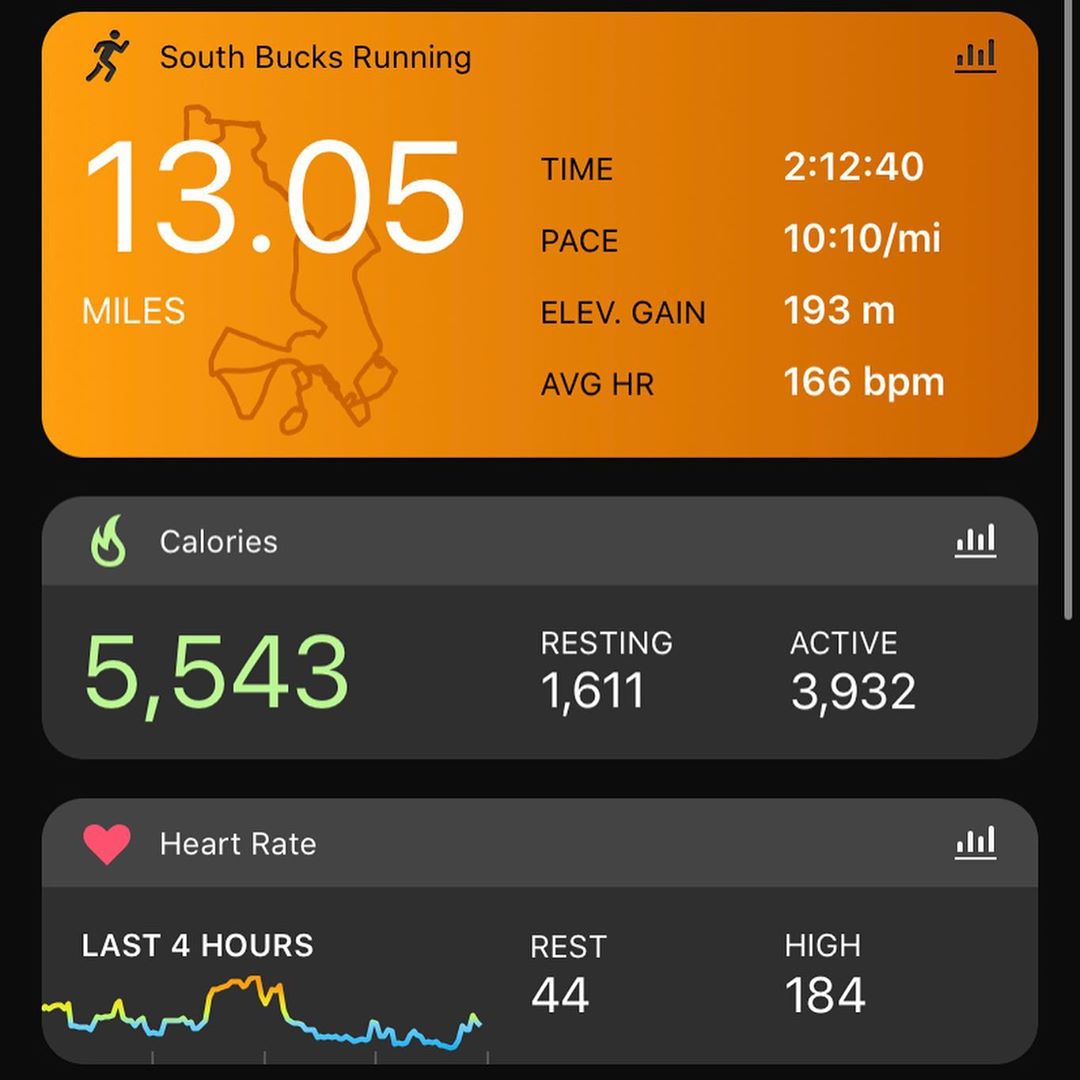 South Bucks Running
13.05
MILES
TIME 2:12:40
PACE 10:10/mi
ELEV. GAIN 193 m
AVG HR 166 bpm
Calories
5,543
RESTING ACTIVE
1,611 3,932
Heart Rate
LAST 4 HOURS
REST HIGH
44 184